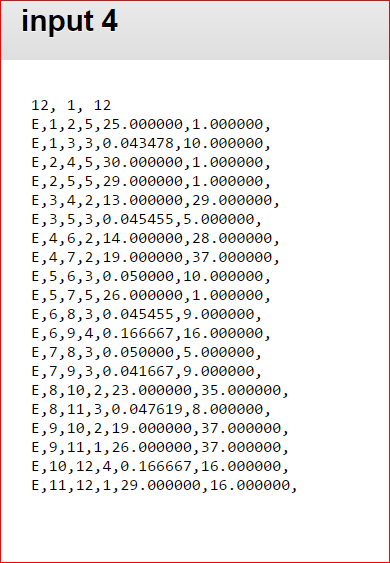 input 4
12, 1, 12
E,1,2,5,25.000000,1.000000,
E,1,3,3,0.043478,10.000000,
E,2,4,5,30.000000,1.000000,
E,2,5,5,29.000000,1.000000,
E,3,4,2,13.000000,29.000000,
E,3,5,3,0.045455,5.000000,
E,4,6,2,14.000000,28.000000,
E,4,7,2,19.000000,37.000000,
E,5,6,3,0.050000,10.000000,
E,5,7,5,26.000000,1.000000,
E,6,8,3,0.045455,9.000000,
E,6,9,4,0.166667,16.000000,
E,7,8,3,0.050000,5.000000,
E,7,9,3,0.041667,9.000000,
E,8,10,2,23.000000,35.000000,
E,8,11,3,0.047619,8.000000,
E,9,10,2,19.000000,37.000000,
E,9,11,1,26.000000,37.000000,
E,10,12,4,0.166667,16.000000,
E,11,12,1,29.000000,16.000000,